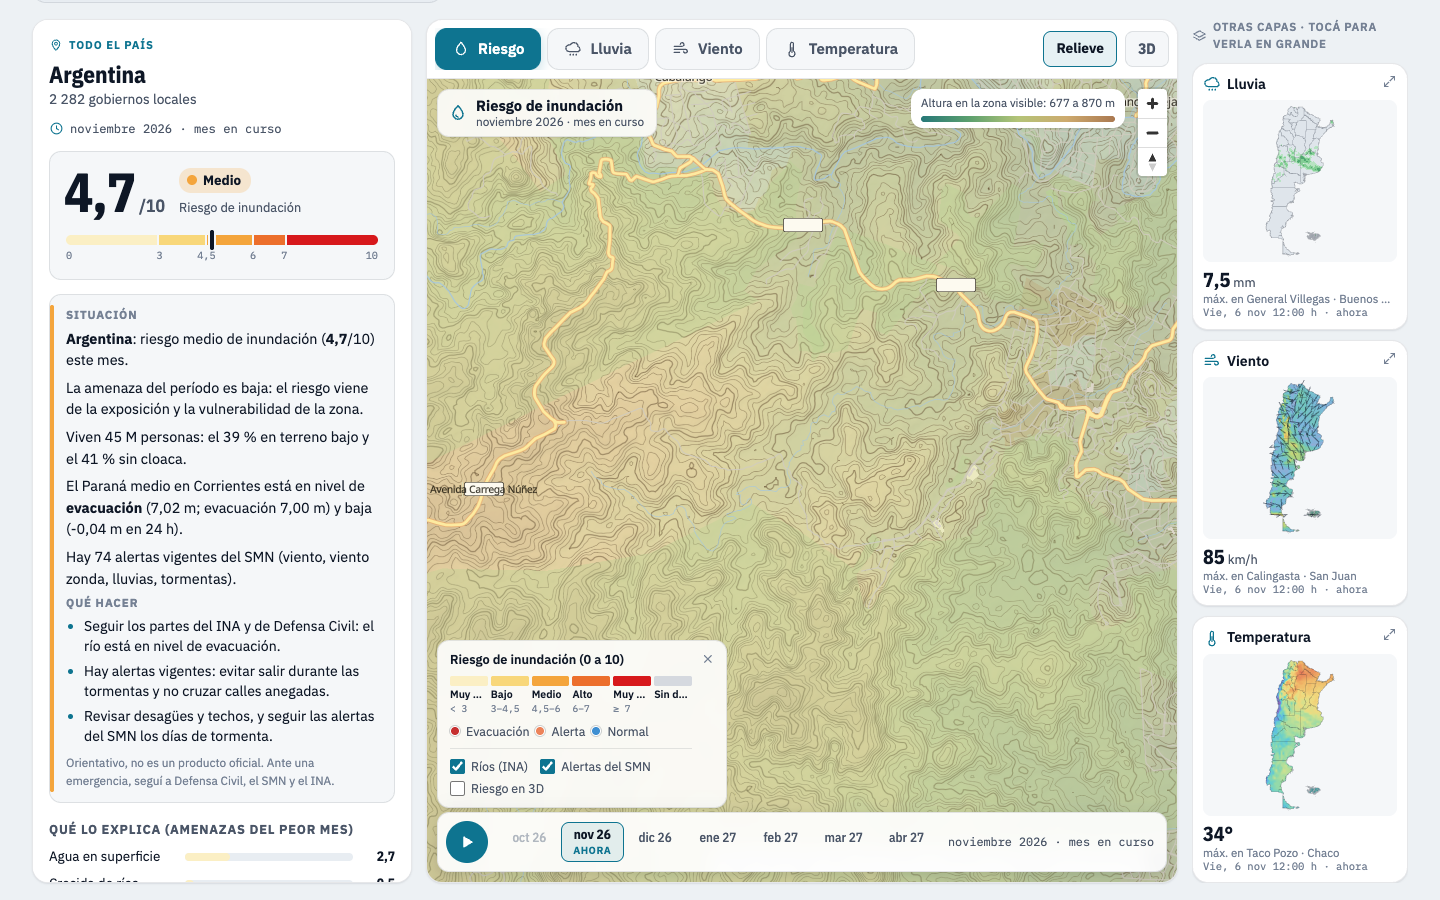 TODO EL PAÍS
Argentina
2 282 gobiernos locales
noviembre 2026 · mes en curso
4,7 /10
Medio
Riesgo de inundación
0 3 4,5 6 7 10
SITUACIÓN
Argentina: riesgo medio de inundación (4,7/10)
este mes.
La amenaza del período es baja: el riesgo viene
de la exposición y la vulnerabilidad de la zona.
Viven 45 M personas: el 39 % en terreno bajo y
el 41 % sin cloaca.
El Paraná medio en Corrientes está en nivel de
evacuación (7,02 m; evacuación 7,00 m) y baja
(-0,04 m en 24 h).
Hay 74 alertas vigentes del SMN (viento, viento
zonda, lluvias, tormentas).
QUÉ HACER
Seguir los partes del INA y de Defensa Civil: el
río está en nivel de evacuación.
Hay alertas vigentes: evitar salir durante las
tormentas y no cruzar calles anegadas.
Revisar desagües y techos, y seguir las alertas
del SMN los días de tormenta.
Orientativo, no es un producto oficial. Ante una
emergencia, seguí a Defensa Civil, el SMN y el INA.
QUÉ LO EXPLICA (AMENAZAS DEL PEOR MES)
Agua en superficie 2,7
Riesgo
Lluvia
Viento
Temperatura
Relieve
3D
Riesgo de inundación
noviembre 2026 · mes en curso
Altura en la zona visible: 677 a 870 m
Avenida Carrega Núñez
Riesgo de inundación (0 a 10)
Muy ... Bajo Medio Alto Muy ... Sin d...
< 3 3–4,5 4,5–6 6–7 ≥ 7
Evacuación Alerta Normal
Ríos (INA) Alertas del SMN
Riesgo en 3D
oct 26 nov 26 dic 26 ene 27 feb 27 mar 27 abr 27 noviembre 2026 · mes en curso
AHORA
OTRAS CAPAS · TOCÁ PARA
VERLA EN GRANDE
Lluvia
7,5 mm
máx. en General Villegas · Buenos ...
Vie, 6 nov 12:00 h · ahora
Viento
85 km/h
máx. en Calingasta · San Juan
Vie, 6 nov 12:00 h · ahora
Temperatura
34°
máx. en Taco Pozo · Chaco
Vie, 6 nov 12:00 h · ahora